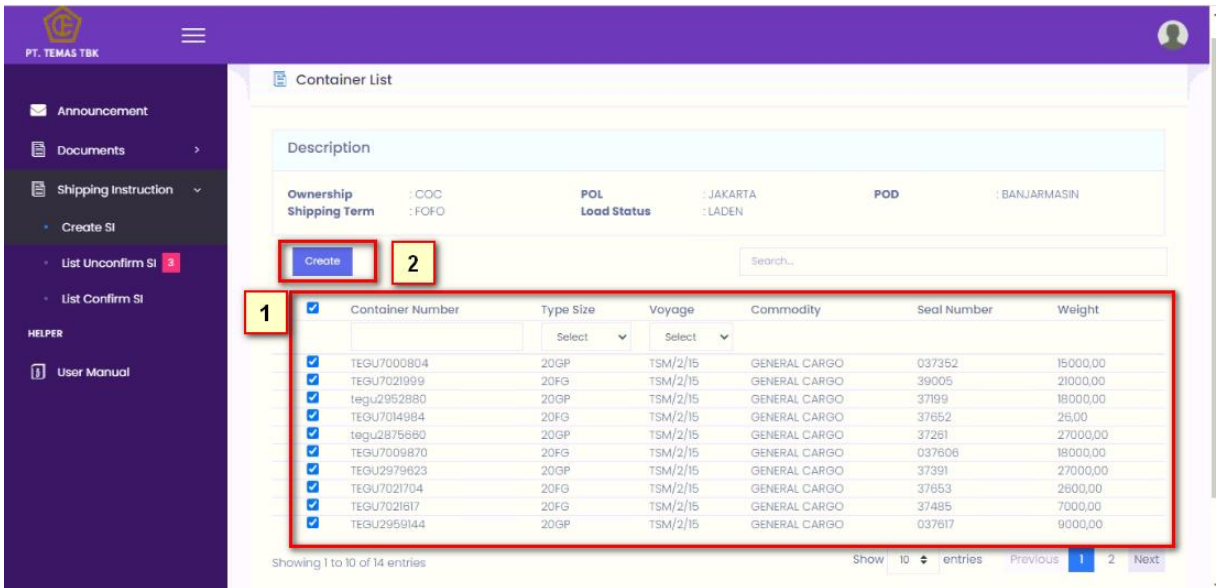 PT. TEMAS TBK
Announcement
Documents
Shipping Instruction
Create SI
List Unconfirm SI 3
List Confirm SI
HELPER
User Manual
Container List
Description
Ownership : COC POL : JAKARTA POD : BANJARMASIN
Shipping Term : FOFO Load Status : LADEN
Create 2 Search...
1
Container Number Type Size Voyage Commodity Seal Number Weight
Select Select
TEGU7000804 20GP TSM/2/15 GENERAL CARGO 037352 15000,00
TEGU7021999 20FG TSM/2/15 GENERAL CARGO 39005 21000,00
tegu2952880 20GP TSM/2/15 GENERAL CARGO 37199 18000,00
TEGU7014984 20FG TSM/2/15 GENERAL CARGO 37652 26,00
tegu2875660 20GP TSM/2/15 GENERAL CARGO 37261 27000,00
TEGU7009870 20FG TSM/2/15 GENERAL CARGO 037606 18000,00
TEGU2979623 20GP TSM/2/15 GENERAL CARGO 37391 27000,00
TEGU7021704 20FG TSM/2/15 GENERAL CARGO 37653 2600,00
TEGU7021617 20FG TSM/2/15 GENERAL CARGO 37485 7000,00
TEGU2959144 20GP TSM/2/15 GENERAL CARGO 037617 9000,00
Showing 1 to 10 of 14 entries Show 10 entries Previous 1 2 Next